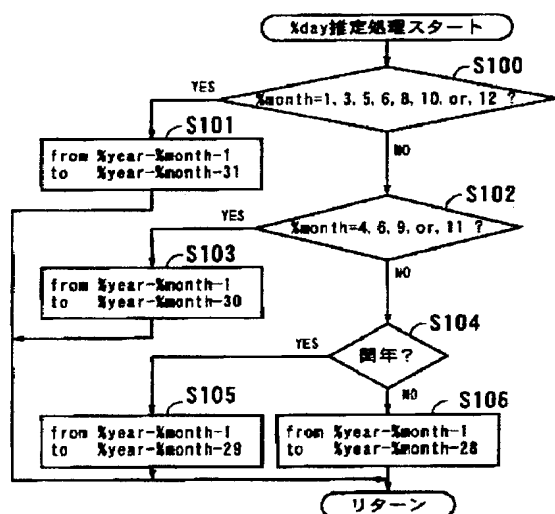 %day推定処理スタート
S100
%month=1, 3, 5, 6, 8, 10. or, 12 ?
YES
NO
S101
from %year-%month-1
to %year-%month-31
S102
%month=4, 6, 9, or, 11 ?
YES
NO
S103
from %year-%month-1
to %year-%month-30
S104
閏年?
YES
NO
S105
from %year-%month-1
to %year-%month-29
S106
from %year-%month-1
to %year-%month-28
リターン